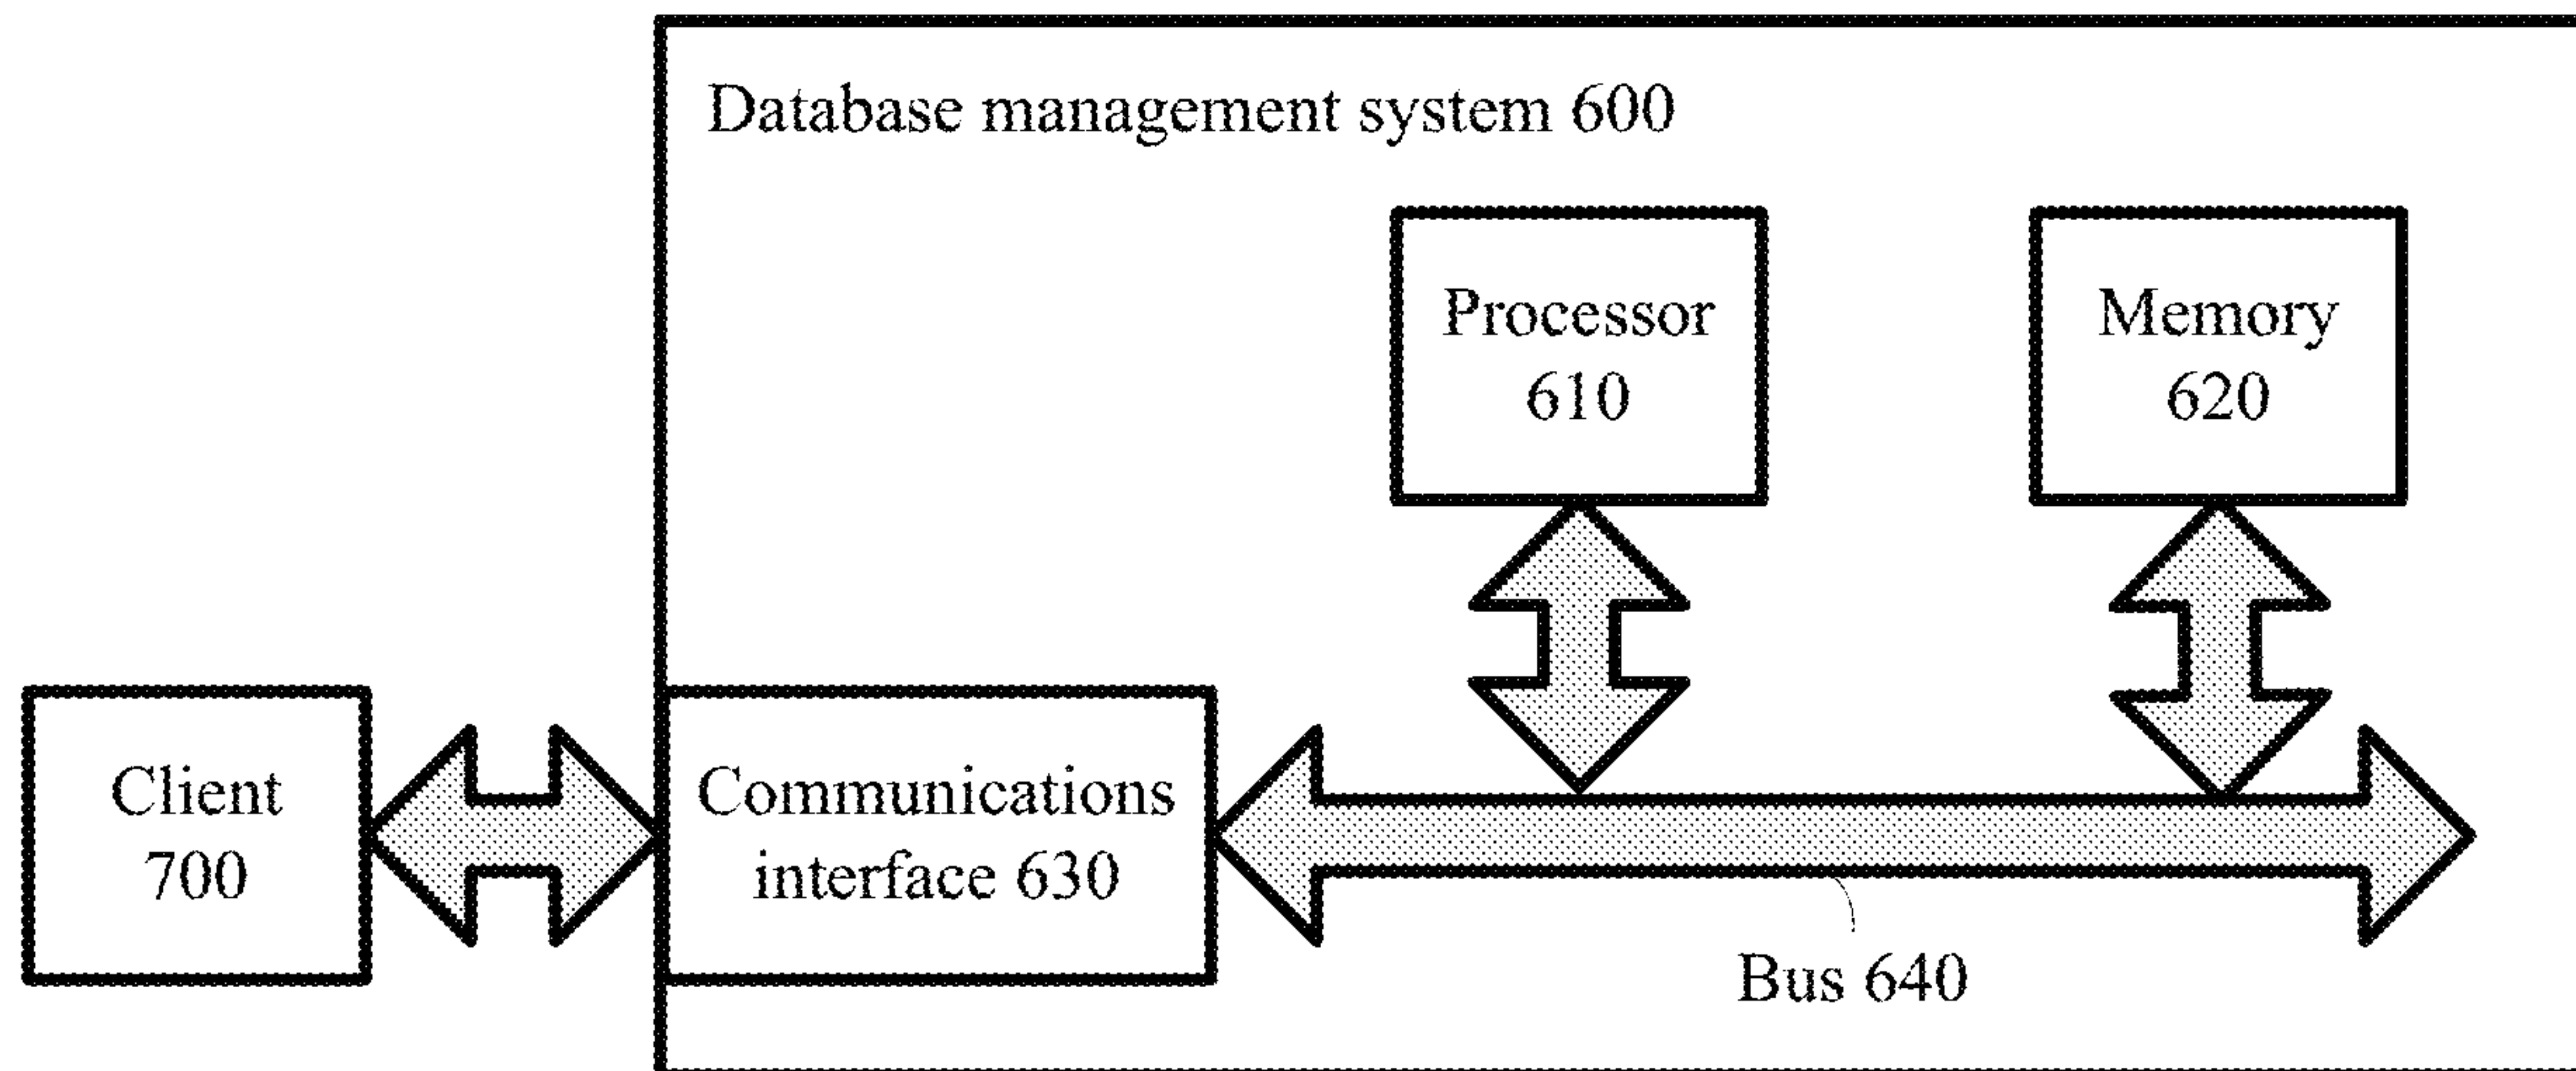 Database management system 600
Processor
610
Memory
620
Client
700
Communications
interface 630
Bus 640